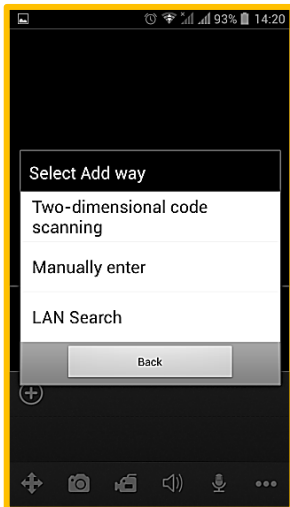 93% 14:20
Select Add way
Two-dimensional code
scanning
Manually enter
LAN Search
Back